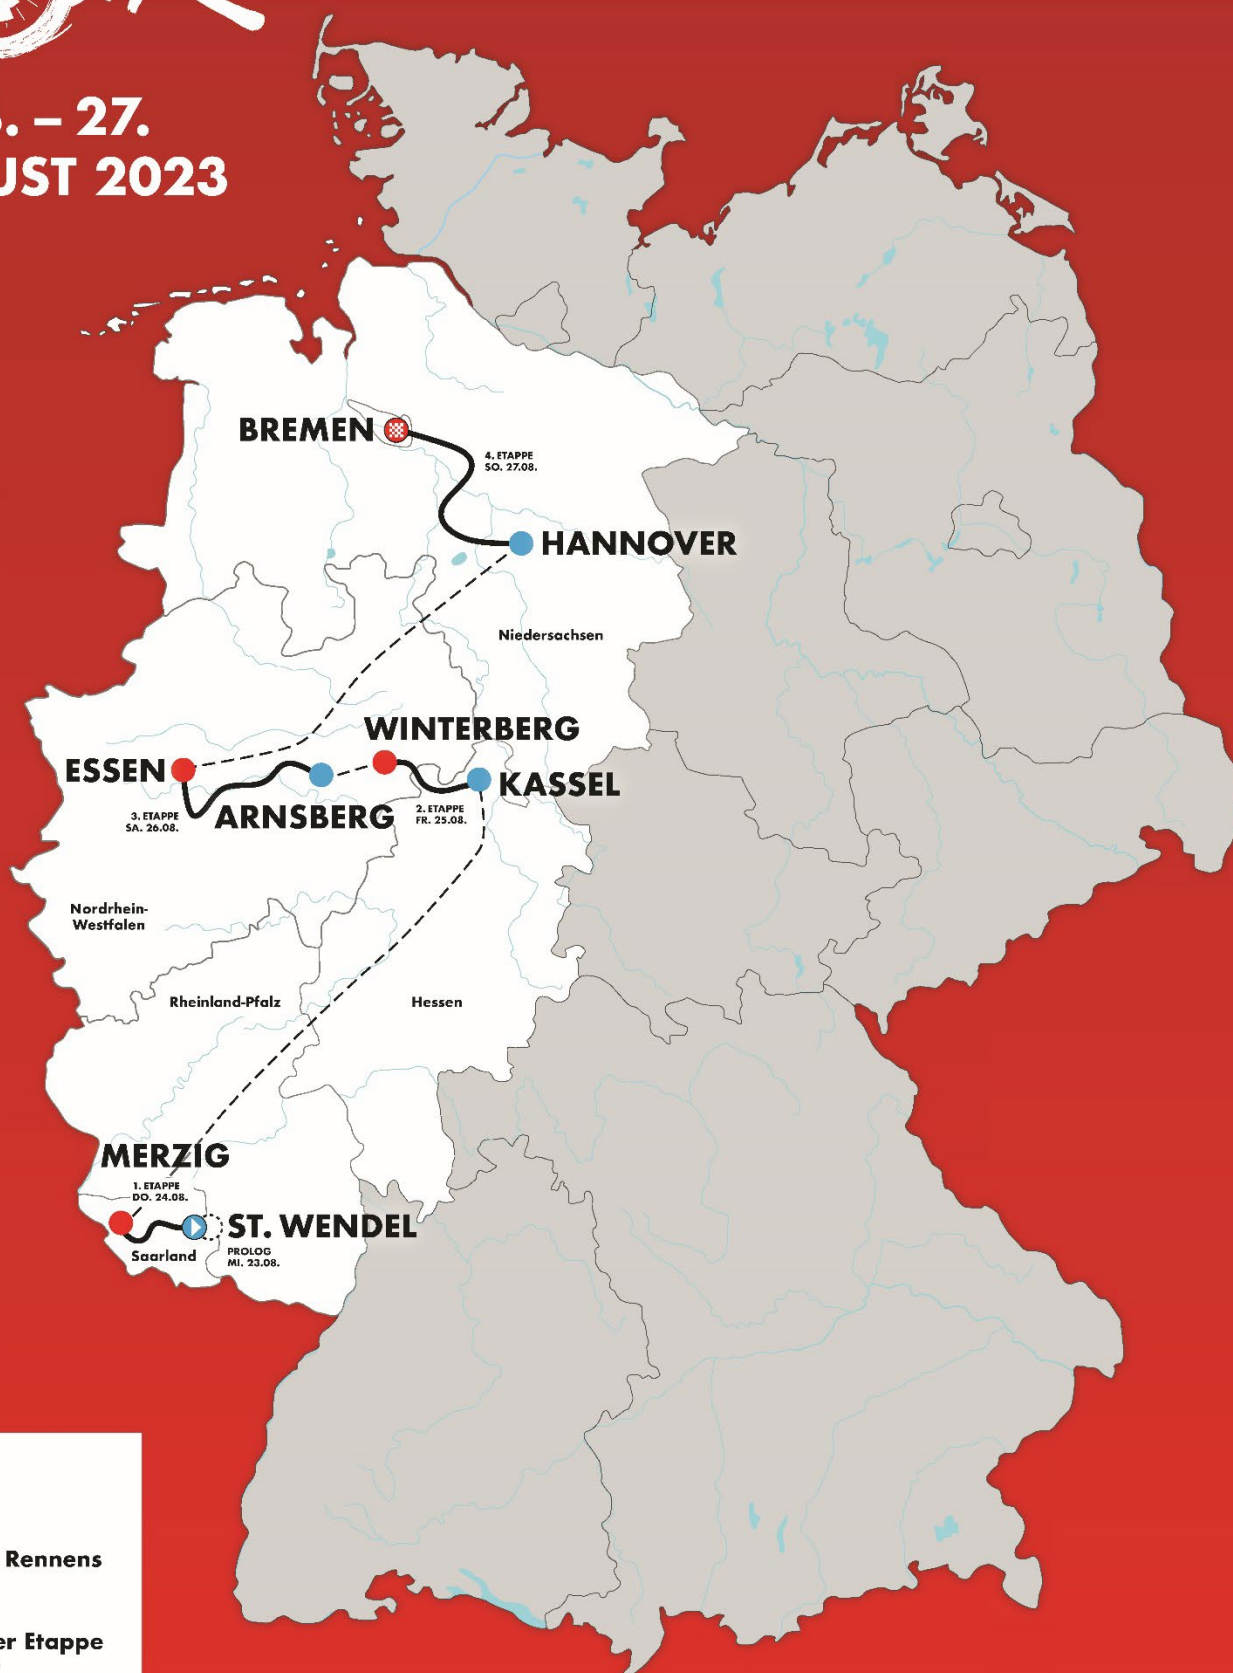 – 27.
2023
BREMEN
4. ETAPPE
SO. 27.08.
HANNOVER
Niedersachsen
WINTERBERG
ESSEN
KASSEL
3. ETAPPE
SA. 26.08.
ARNSBERG
2. ETAPPE
FR. 25.08.
Nordrhein-
Westfalen
Rheinland-Pfalz
Hessen
MERZIG
1. ETAPPE
DO. 24.08.
ST. WENDEL
Saarland
PROLOG
MI. 23.08.
Rennens
Etappe